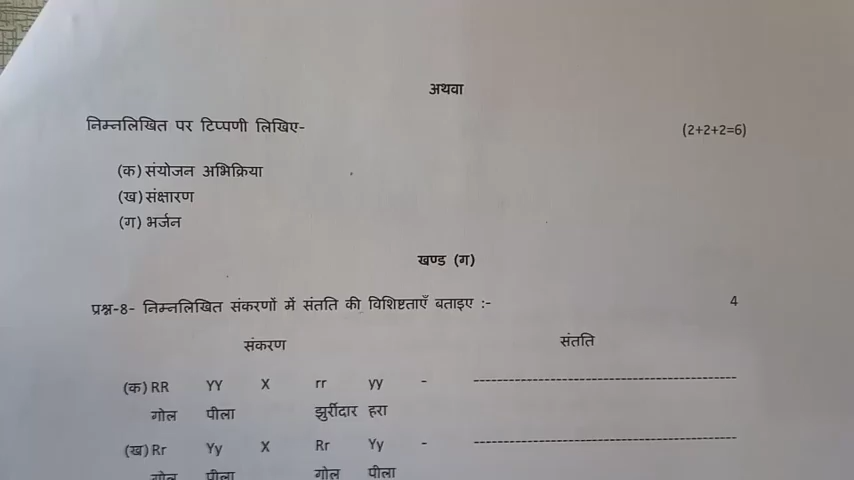 अथवा
निम्नलिखित पर टिप्पणी लिखिए- (2+2+2=6)
(क) संयोजन अभिक्रिया
(ख) संक्षारण
(ग) भर्जन
खण्ड (ग)
प्रश्न-8- निम्नलिखित संकरणों में संतति की विशिष्टताएँ बताइए :- 4
संकरण संतति
(क) RR YY X rr yy - --------------------------------------------
गोल पीला झुर्रीदार हरा
(ख) Rr Yy X Rr Yy - --------------------------------------------
गोल पीला गोल पीला